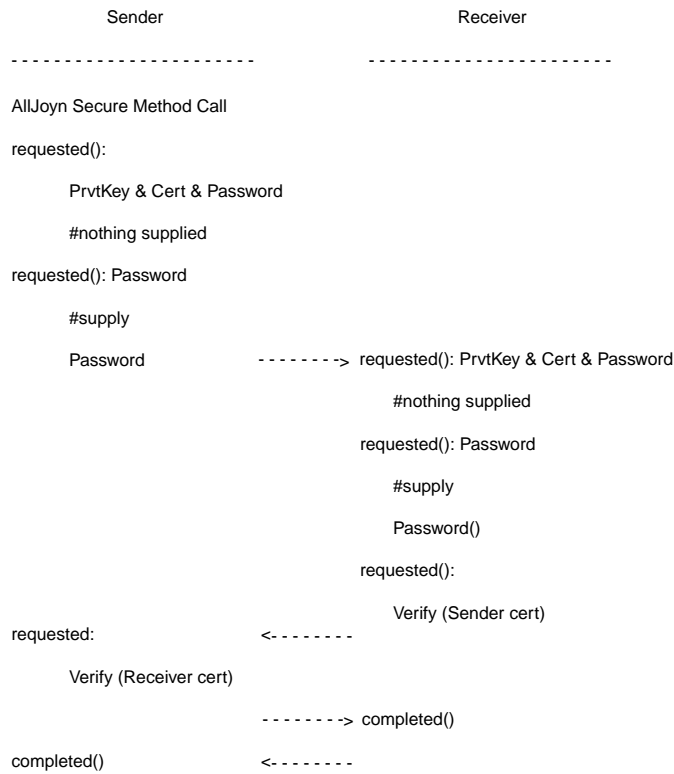 Sender Receiver
- - - - - - - - - - - - - - - - - - - - - - - - - - - - - - - - - - - - - - - - - - - - - -
AllJoyn Secure Method Call
requested():
PrvtKey & Cert & Password
#nothing supplied
requested(): Password
#supply
Password - - - - - - - -> requested(): PrvtKey & Cert & Password
#nothing supplied
requested(): Password
#supply
Password()
requested():
Verify (Sender cert)
requested: <- - - - - - - -
Verify (Receiver cert)
- - - - - - - -> completed()
completed() <- - - - - - - -